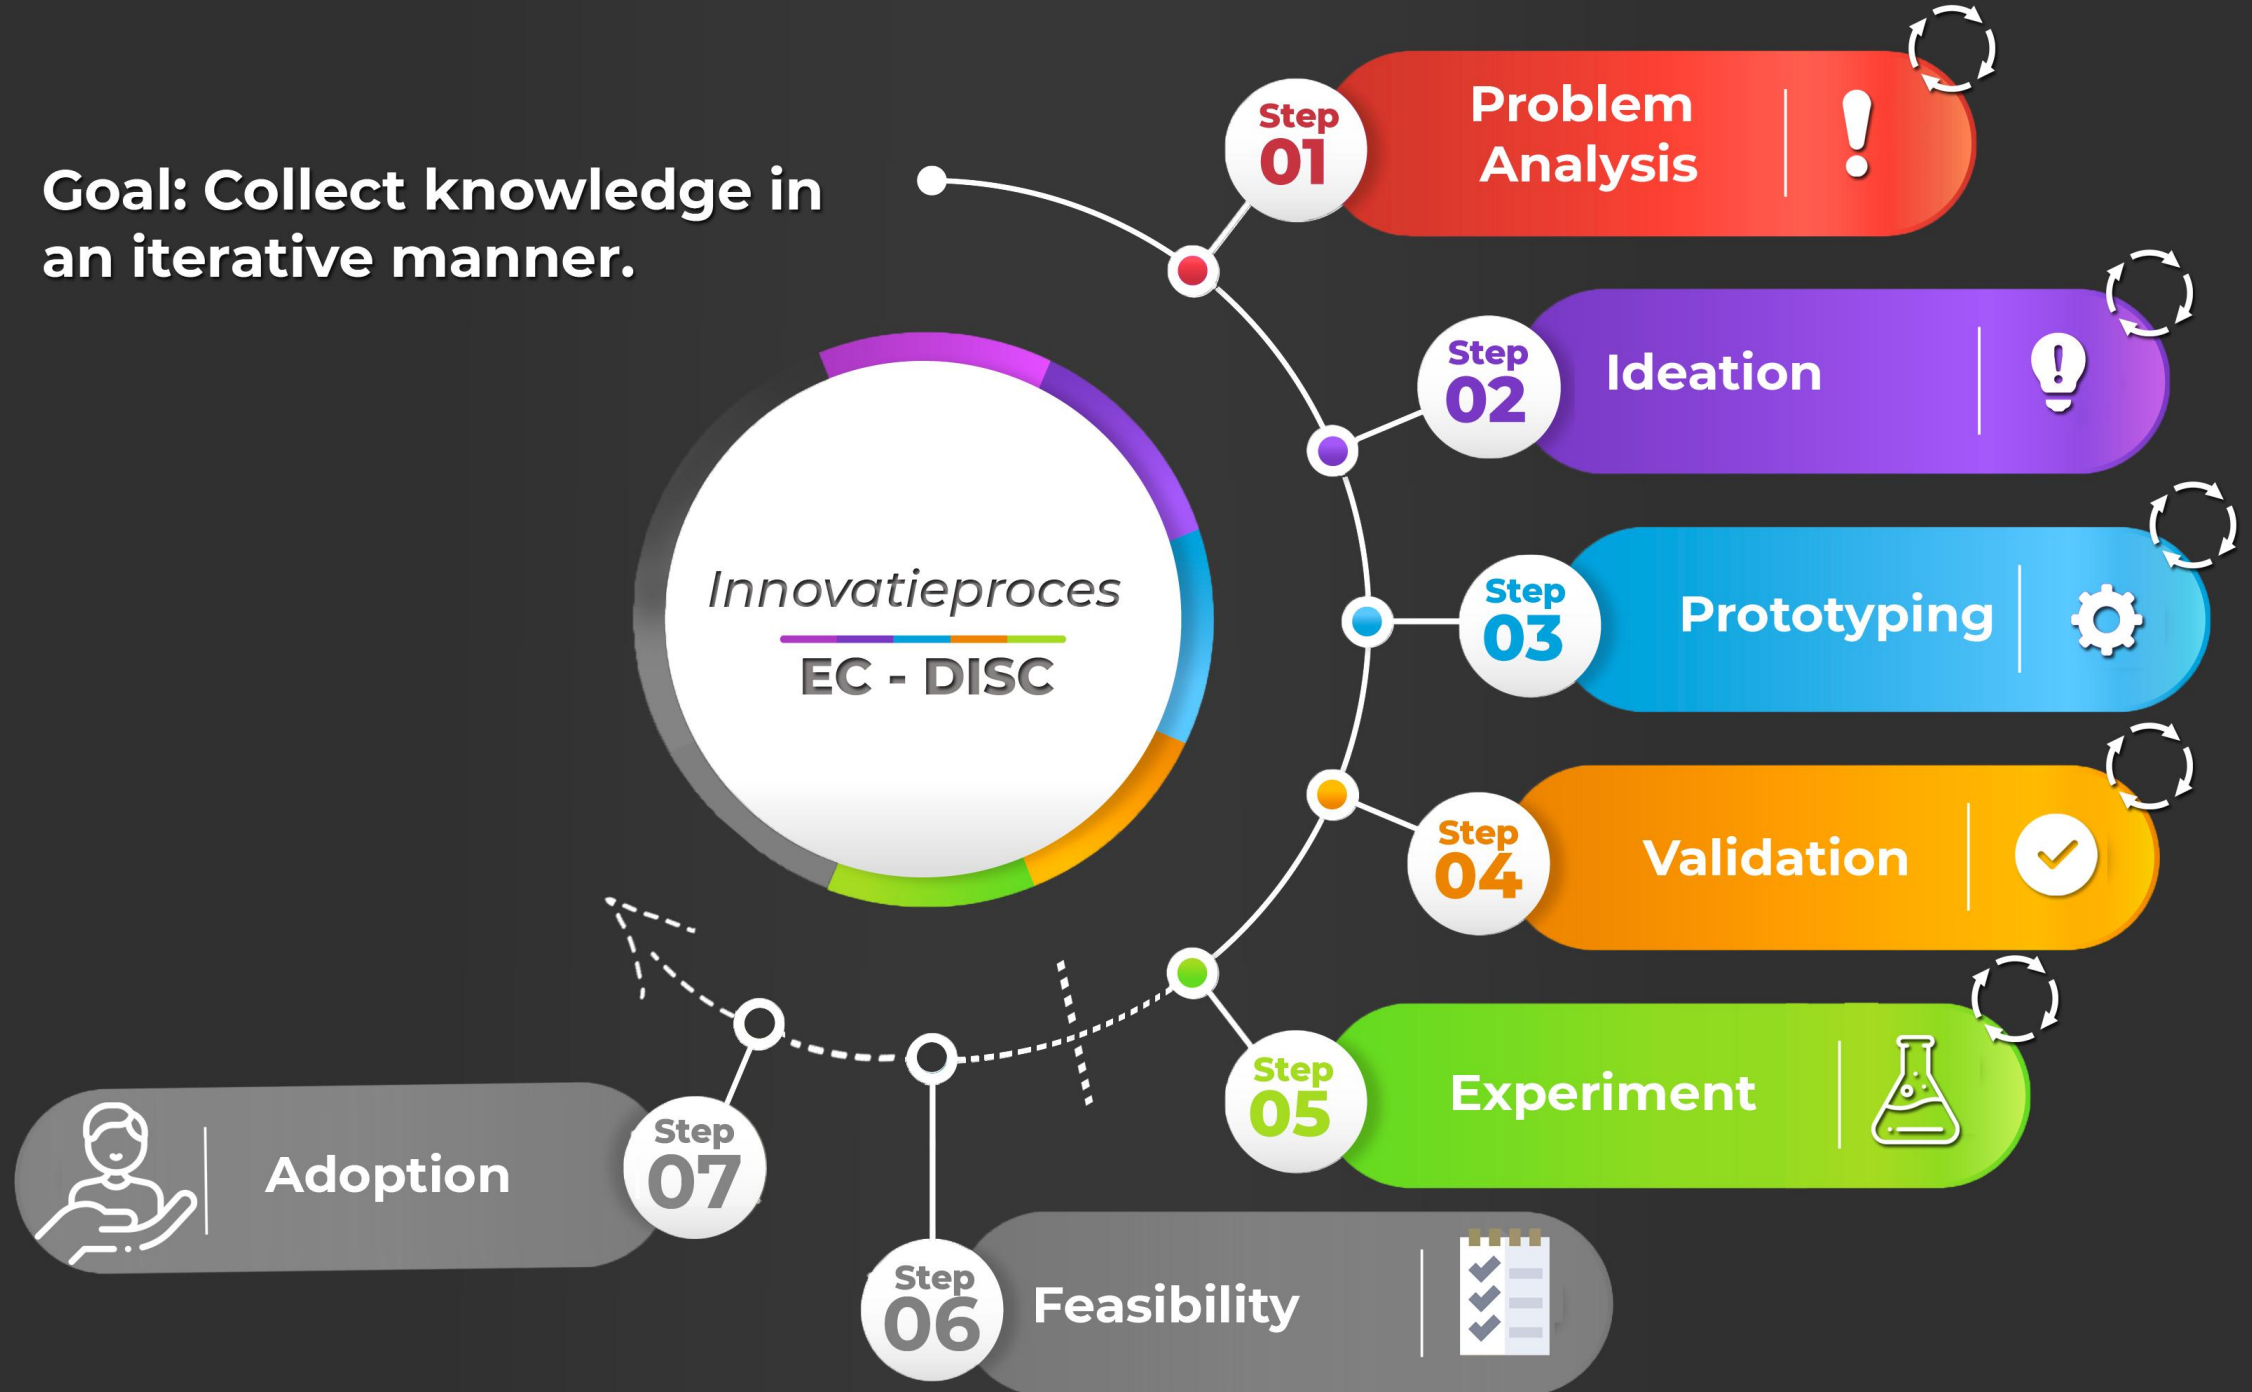 Goal: Collect knowledge in
an iterative manner.
Innovatieproces
EC - DISC
Step
01
Problem
Analysis
Step
02
Ideation
Step
03
Prototyping
Step
04
Validation
Step
05
Experiment
Step
06
Feasibility
Step
07
Adoption